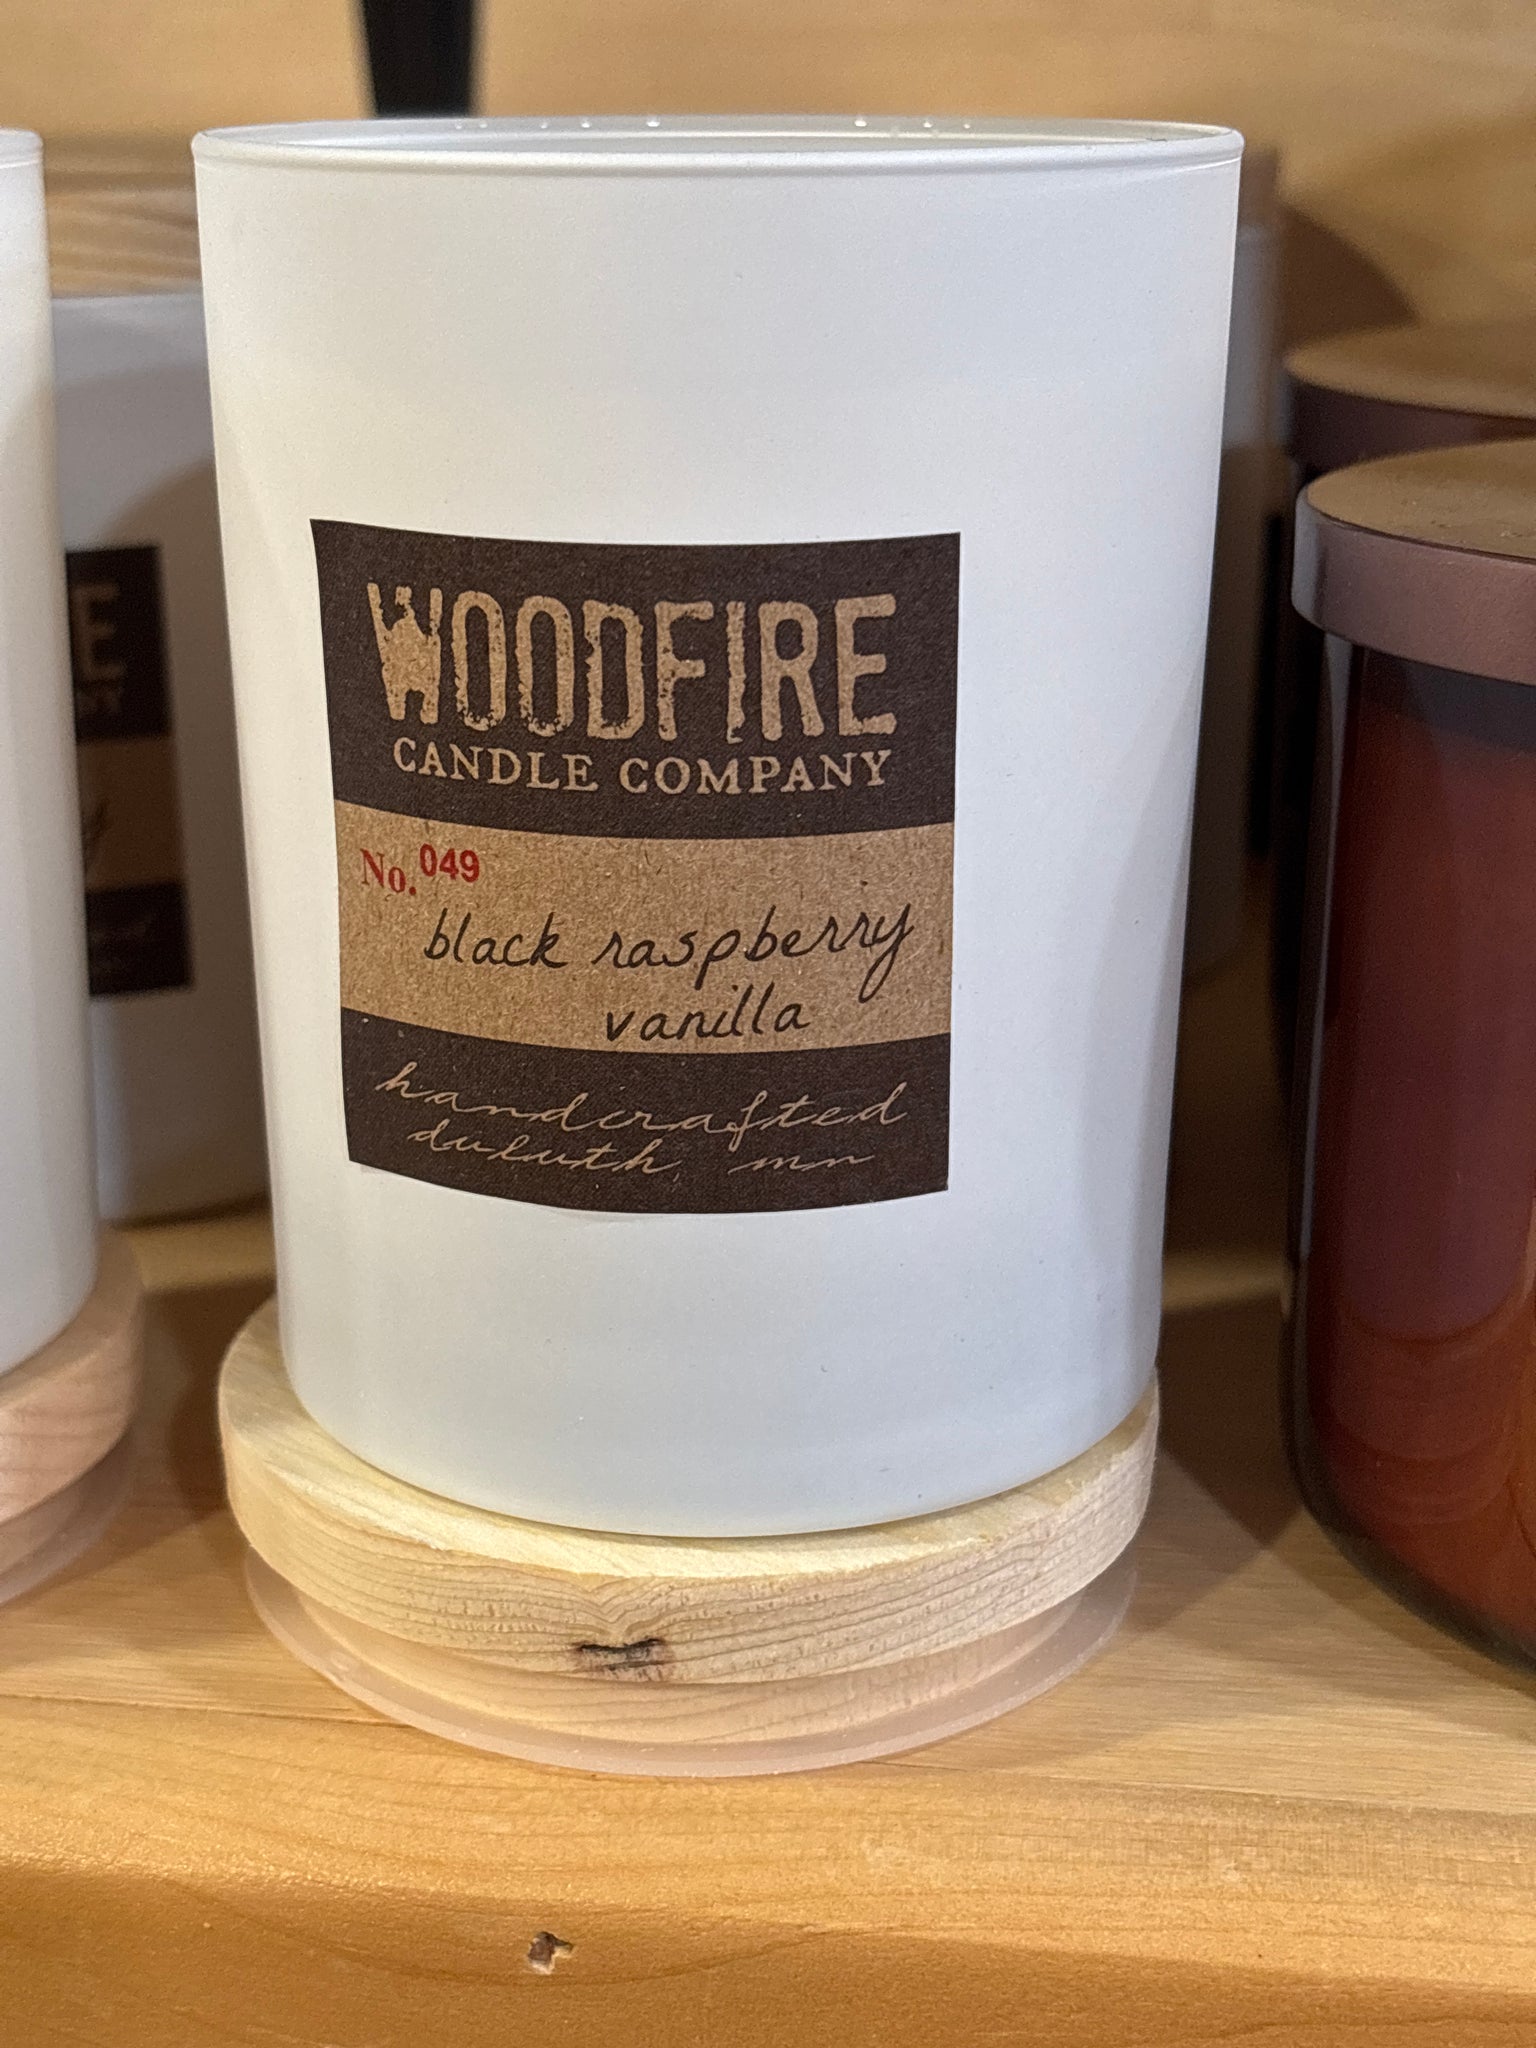 WOODFIRE
CANDLE COMPANY
No. 049
black raspberry
vanilla
handcrafted
duluth mn
E